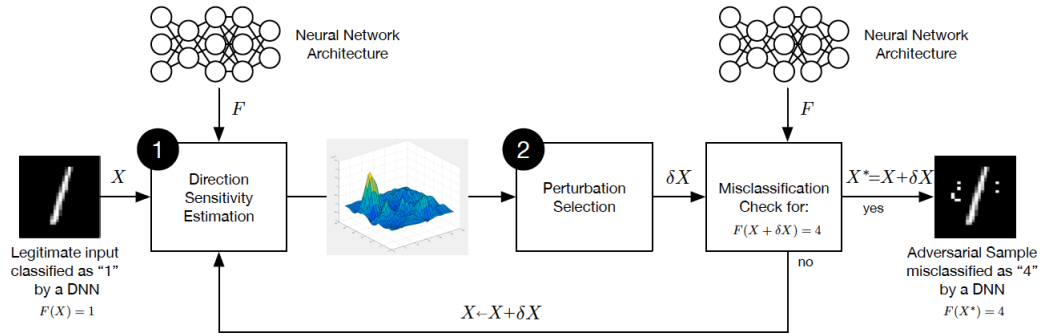 Neural Network
Architecture
F
Neural Network
Architecture
F
1
2
X
Direction
Sensitivity
Estimation
Perturbation
Selection
δX
Misclassification
Check for:
F(X + δX) = 4
X*=X+δX
yes
no
Legitimate input
classified as “1”
by a DNN
F(X) = 1
Adversarial Sample
misclassified as “4”
by a DNN
F(X*) = 4
X←X+δX